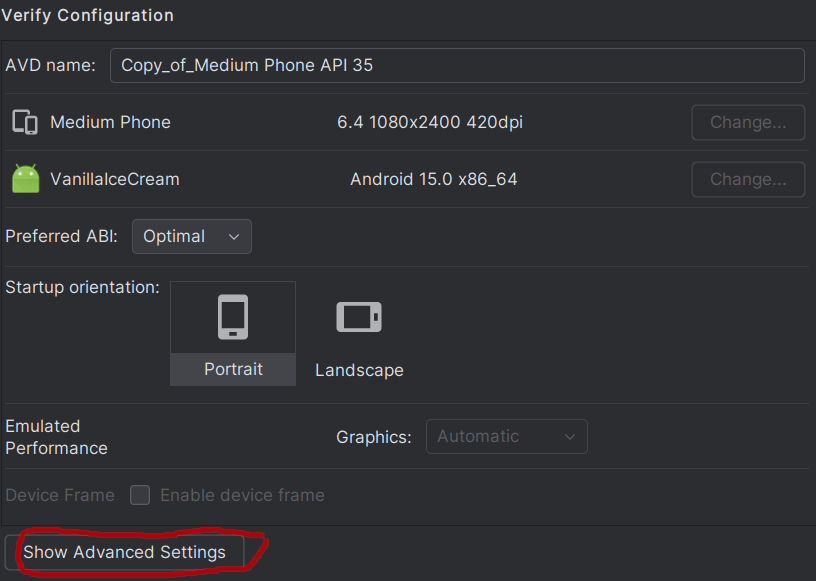 Verify Configuration
AVD name: Copy_of_Medium Phone API 35
Medium Phone 6.4 1080x2400 420dpi Change...
VanillaIceCream Android 15.0 x86_64 Change...
Preferred ABI: Optimal
Startup orientation:
Portrait
Landscape
Emulated
Performance
Graphics: Automatic
Device Frame Enable device frame
Show Advanced Settings